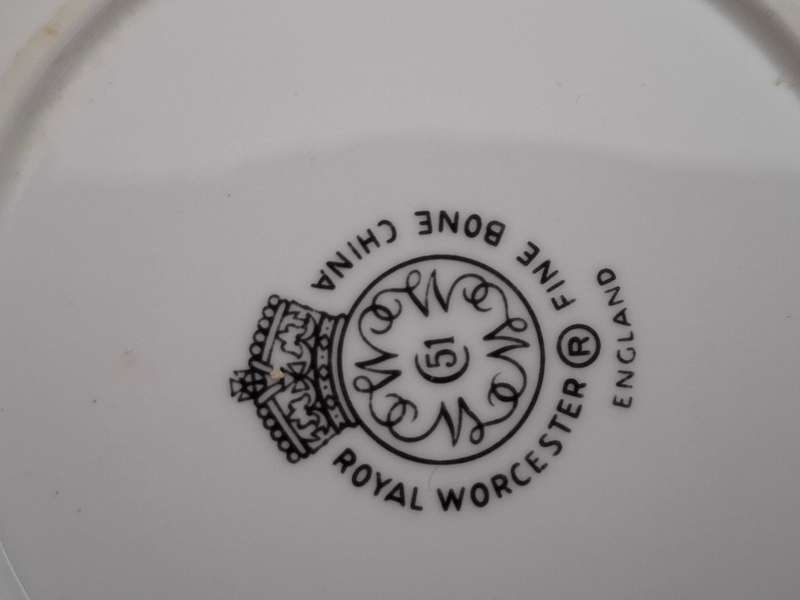 ROYAL WORCESTER ® FINE BONE CHINA
ENGLAND
51